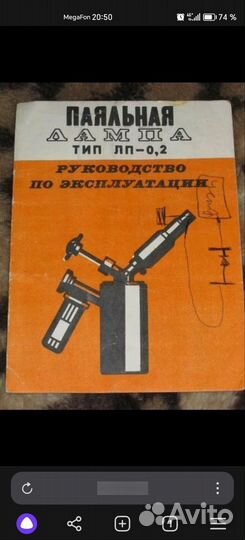 MegaFon 20:50
74 %
ПАЯЛЬНАЯ
ЛАМПА
ТИП ЛП-0,2
РУКОВОДСТВО
ПО ЭКСПЛУАТАЦИИ
Avito